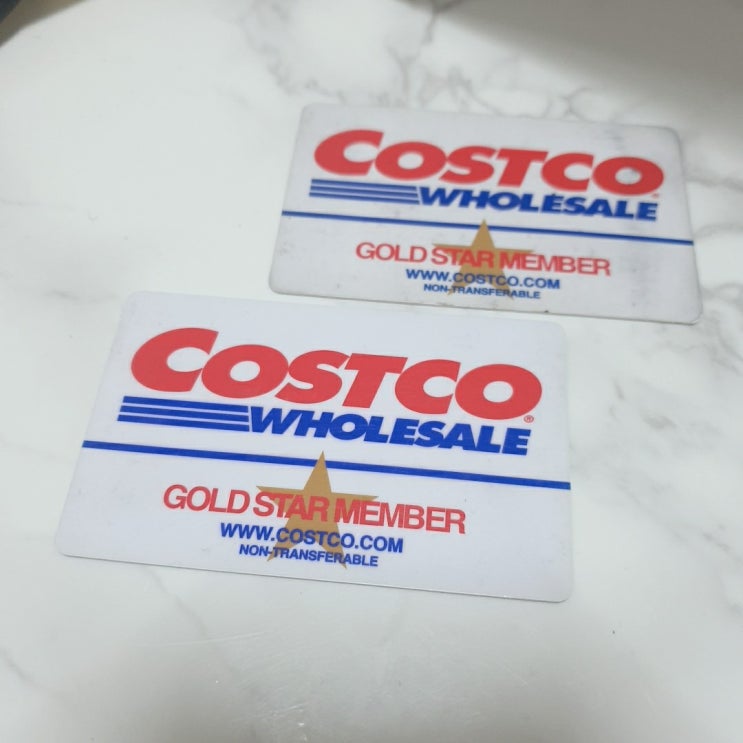 COSTCO
WHOLESALE
GOLD STAR MEMBER
WWW.COSTCO.COM
NON-TRANSFERABLE
COSTCO®
WHOLESALE
GOLD STAR MEMBER
WWW.COSTCO.COM
NON-TRANSFERABLE